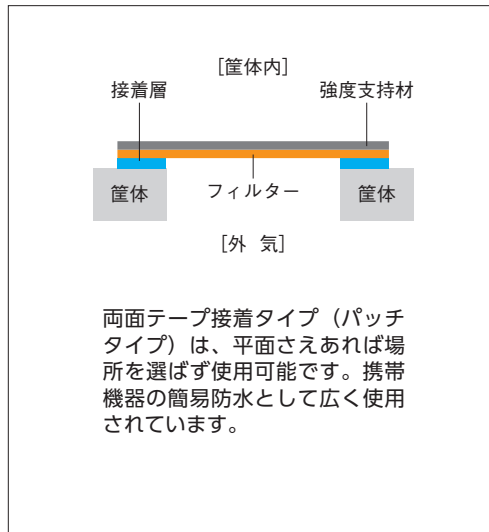 [筐体内]
接着層 強度支持材
筐体 フィルター 筐体
[外 気]
両面テープ接着タイプ（パッチ
タイプ）は、平面さえあれば場
所を選ばず使用可能です。携帯
機器の簡易防水として広く使用
されています。